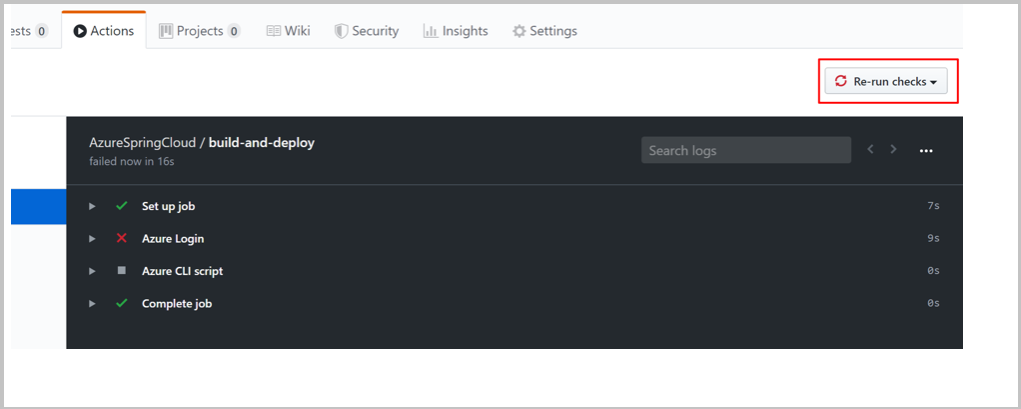 ests 0 Actions Projects 0 Wiki Security Insights Settings
Re-run checks
AzureSpringCloud / build-and-deploy
failed now in 16s
Search logs
Set up job 7s
Azure Login 9s
Azure CLI script 0s
Complete job 0s